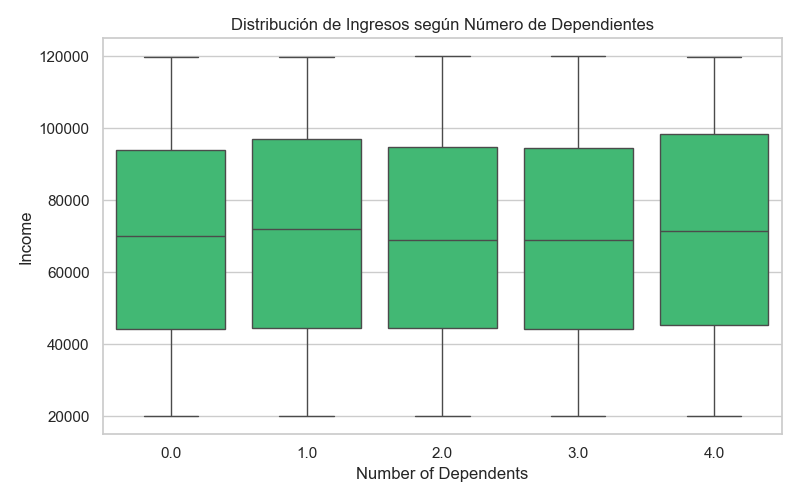 Distribución de Ingresos según Número de Dependientes
120000
100000
80000
60000
40000
20000
Income
0.0 1.0 2.0 3.0 4.0
Number of Dependents